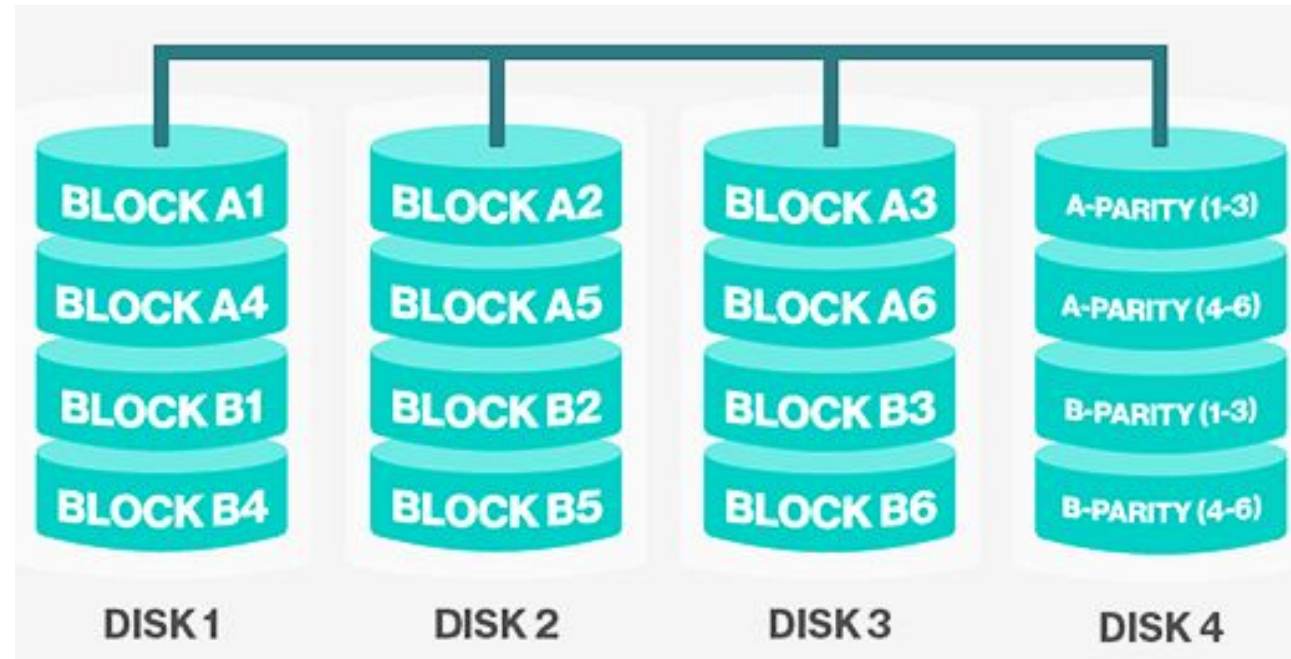 BLOCK A1
BLOCK A2
BLOCK A3
A-PARITY (1-3)
BLOCK A4
BLOCK A5
BLOCK A6
A-PARITY (4-6)
BLOCK B1
BLOCK B2
BLOCK B3
B-PARITY (1-3)
BLOCK B4
BLOCK B5
BLOCK B6
B-PARITY (4-6)
DISK 1
DISK 2
DISK 3
DISK 4